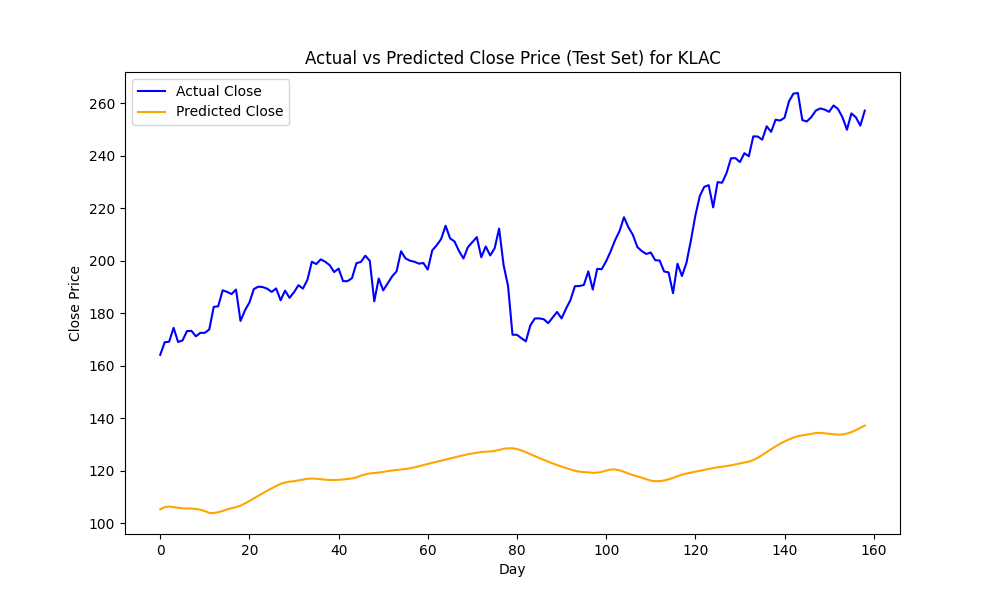 Actual vs Predicted Close Price (Test Set) for KLAC
Actual Close
Predicted Close
Close Price
260
240
220
200
180
160
140
120
100
0 20 40 60 80 100 120 140 160
Day